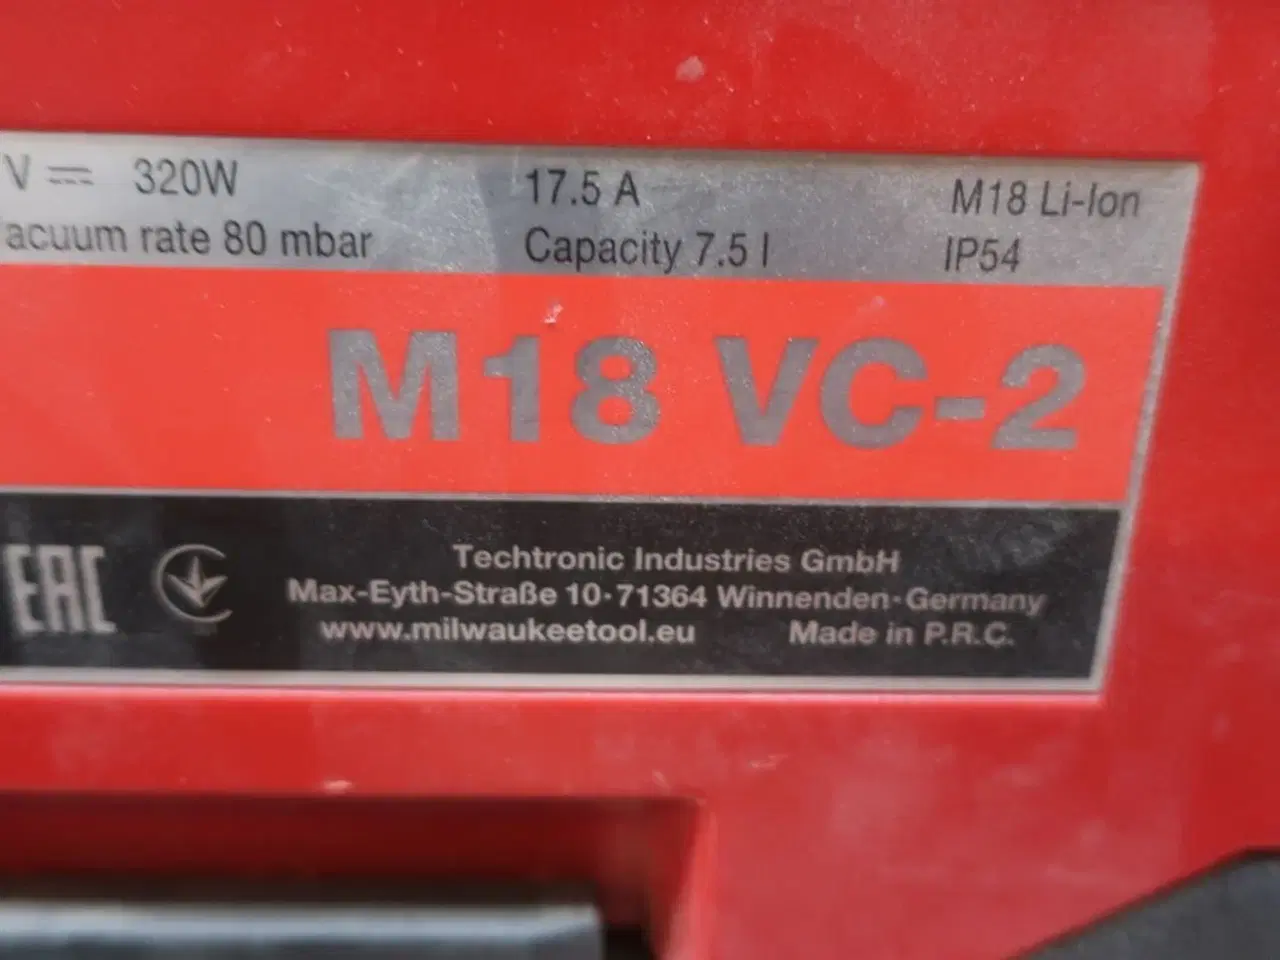 V ⎓ 320W 17.5 A M18 Li-Ion
acuum rate 80 mbar Capacity 7.5 l IP54
M18 VC-2
EAC Techtronic Industries GmbH
Max-Eyth-Straße 10·71364 Winnenden·Germany
www.milwaukeetool.eu Made in P.R.C.